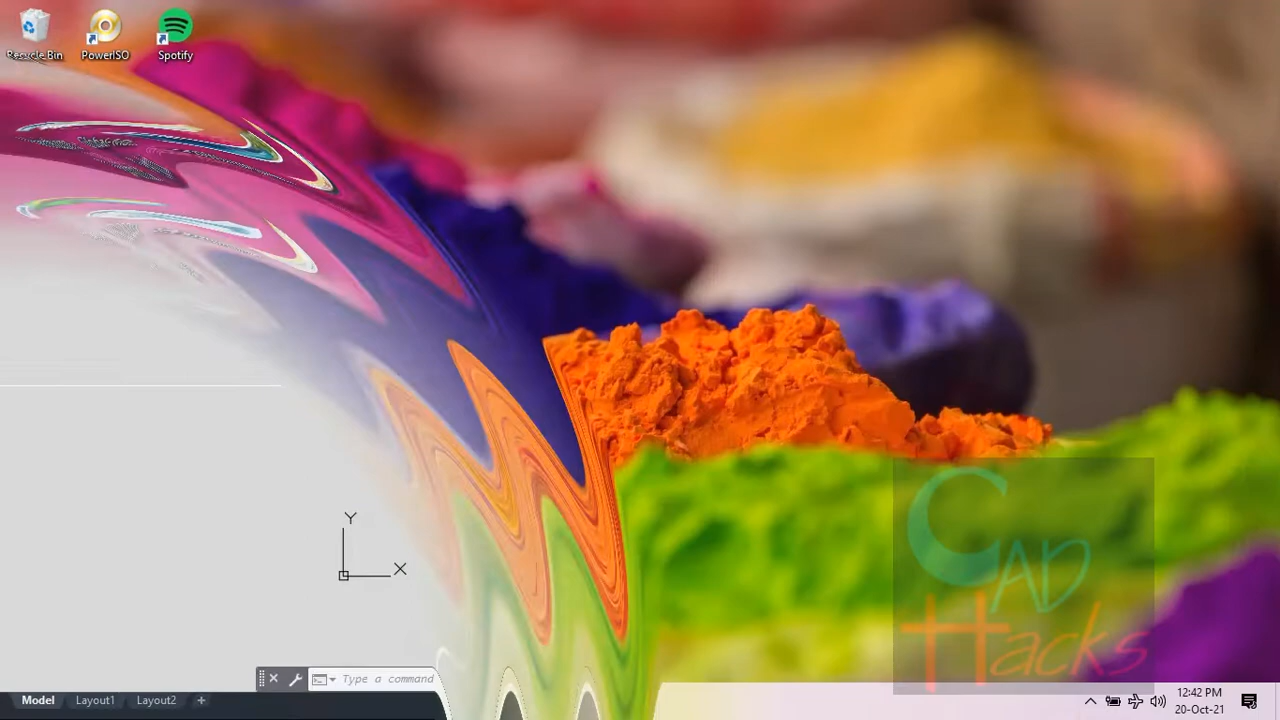 Recycle Bin
PowerISO
Spotify
Y
X
CAD
Hacks
Type a command
Model
Layout1
Layout2
+
12:42 PM
20-Oct-21